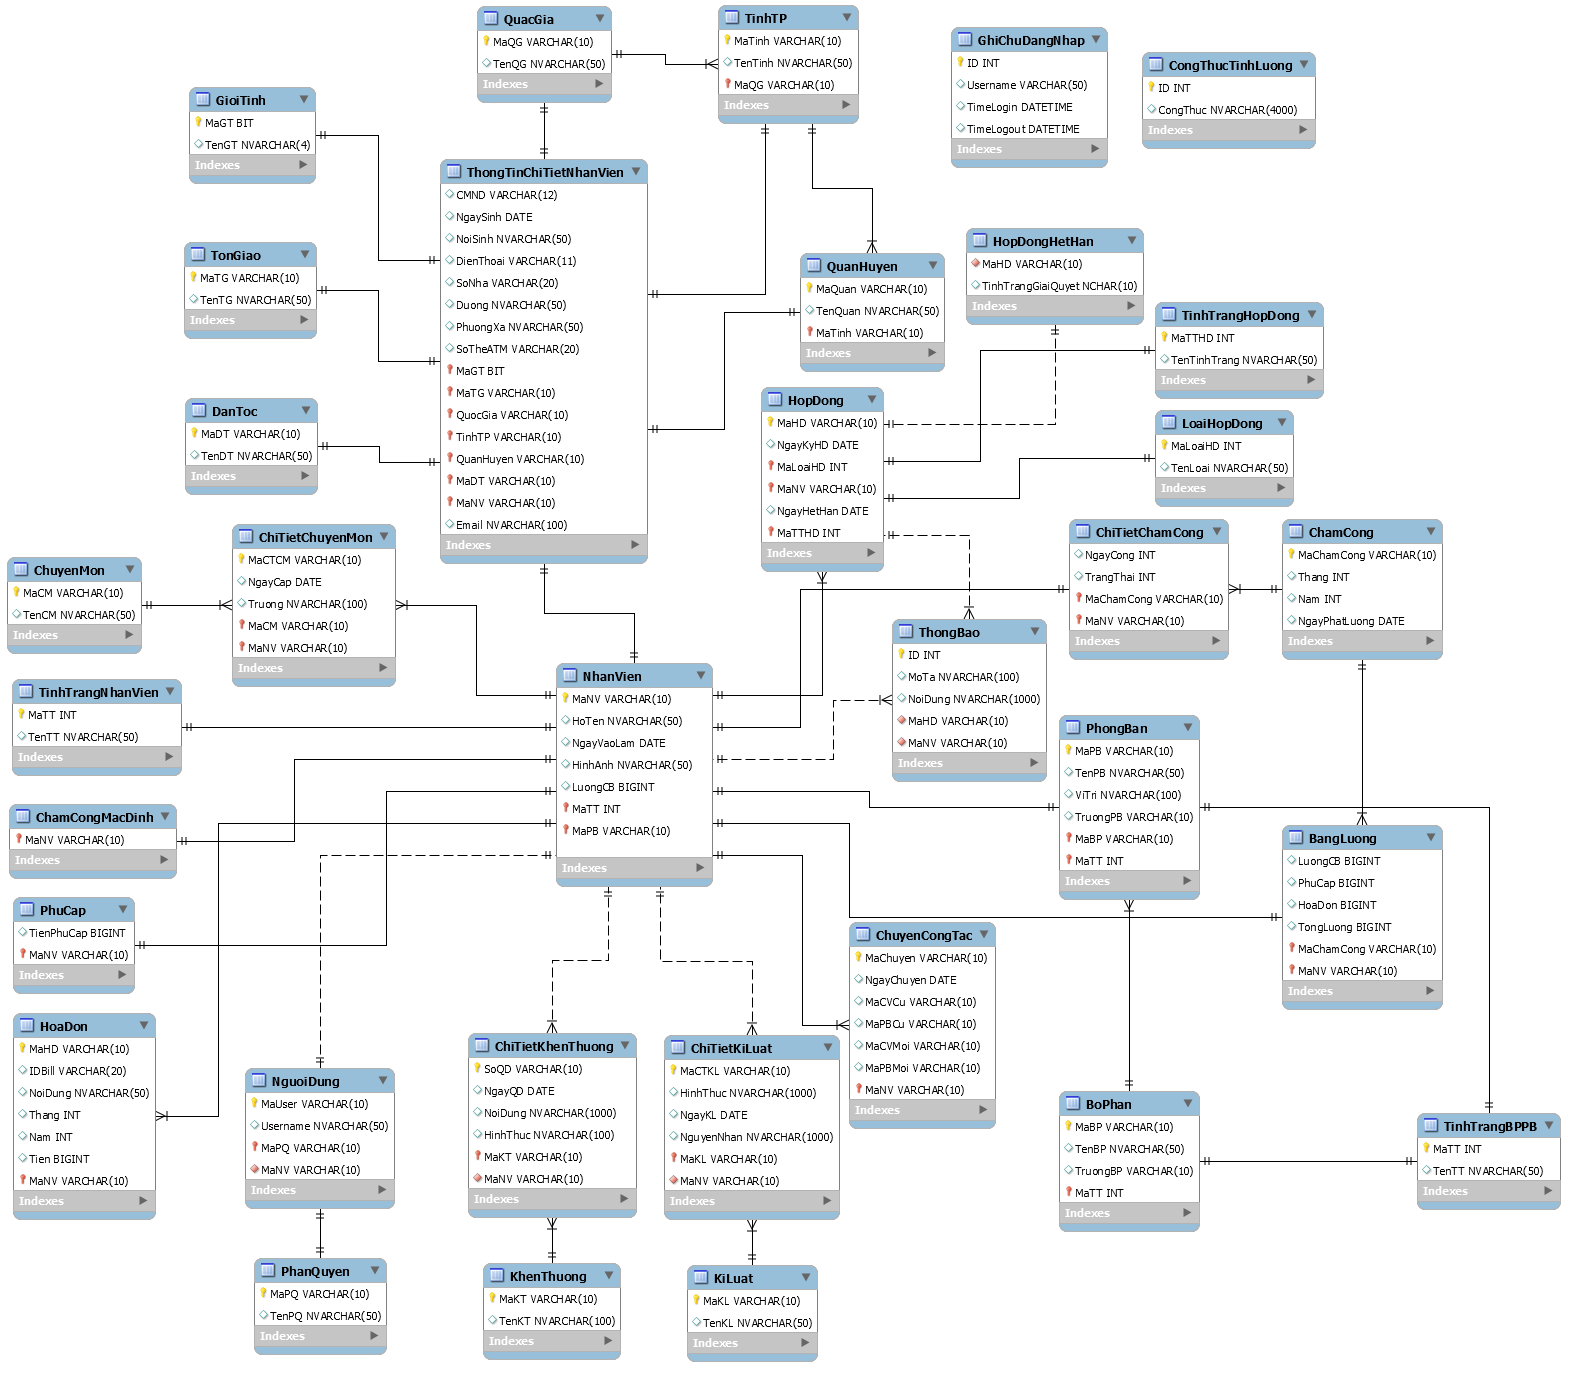 QuacGia
MaQG VARCHAR(10)
TenQG NVARCHAR(50)
Indexes
TinhTP
MaTinh VARCHAR(10)
TenTinh NVARCHAR(50)
MaQG VARCHAR(10)
Indexes
GhiChuDangNhap
ID INT
Username VARCHAR(50)
TimeLogin DATETIME
TimeLogout DATETIME
Indexes
CongThucTinhLuong
ID INT
CongThuc NVARCHAR(4000)
Indexes
GioiTinh
MaGT BIT
TenGT NVARCHAR(4)
Indexes
ThongTinChiTietNhanVien
CMND VARCHAR(12)
NgaySinh DATE
NoiSinh NVARCHAR(50)
DienThoai VARCHAR(11)
SoNha VARCHAR(20)
Duong NVARCHAR(50)
PhuongXa NVARCHAR(50)
SoTheATM VARCHAR(20)
MaGT BIT
MaTG VARCHAR(10)
QuocGia VARCHAR(10)
TinhTP VARCHAR(10)
QuanHuyen VARCHAR(10)
MaDT VARCHAR(10)
MaNV VARCHAR(10)
Email NVARCHAR(100)
Indexes
TonGiao
MaTG VARCHAR(10)
TenTG NVARCHAR(50)
Indexes
DanToc
MaDT VARCHAR(10)
TenDT NVARCHAR(50)
Indexes
QuanHuyen
MaQuan VARCHAR(10)
TenQuan NVARCHAR(50)
MaTinh VARCHAR(10)
Indexes
HopDongHetHan
MaHD VARCHAR(10)
TinhTrangGiaiQuyet NCHAR(10)
Indexes
TinhTrangHopDong
MaTTHD INT
TenTinhTrang NVARCHAR(50)
Indexes
HopDong
MaHD VARCHAR(10)
NgayKyHD DATE
MaLoaiHD INT
MaNV VARCHAR(10)
NgayHetHan DATE
MaTTHD INT
Indexes
LoaiHopDong
MaLoaiHD INT
TenLoai NVARCHAR(50)
Indexes
ChiTietChuyenMon
MaCTCM VARCHAR(10)
NgayCap DATE
Truong NVARCHAR(100)
MaCM VARCHAR(10)
MaNV VARCHAR(10)
Indexes
ChuyenMon
MaCM VARCHAR(10)
TenCM NVARCHAR(50)
Indexes
ChiTietChamCong
NgayCong INT
TrangThai INT
MaChamCong VARCHAR(10)
MaNV VARCHAR(10)
Indexes
ChamCong
MaChamCong VARCHAR(10)
Thang INT
Nam INT
NgayPhatLuong DATE
Indexes
ThongBao
ID INT
MoTa NVARCHAR(100)
NoiDung NVARCHAR(1000)
MaHD VARCHAR(10)
MaNV VARCHAR(10)
Indexes
NhanVien
MaNV VARCHAR(10)
HoTen NVARCHAR(50)
NgayVaoLam DATE
HinhAnh NVARCHAR(50)
LuongCB BIGINT
MaTT INT
MaPB VARCHAR(10)
Indexes
TinhTrangNhanVien
MaTT INT
TenTT NVARCHAR(50)
Indexes
PhongBan
MaPB VARCHAR(10)
TenPB NVARCHAR(50)
ViTri NVARCHAR(100)
TruongPB VARCHAR(10)
MaBP VARCHAR(10)
MaTT INT
Indexes
ChamCongMacDinh
MaNV VARCHAR(10)
Indexes
BangLuong
LuongCB BIGINT
PhuCap BIGINT
HoaDon BIGINT
TongLuong BIGINT
MaChamCong VARCHAR(10)
MaNV VARCHAR(10)
Indexes
PhuCap
TienPhuCap BIGINT
MaNV VARCHAR(10)
Indexes
ChuyenCongTac
MaChuyen VARCHAR(10)
NgayChuyen DATE
MaCVCu VARCHAR(10)
MaPBCu VARCHAR(10)
MaCVMoi VARCHAR(10)
MaPBMoi VARCHAR(10)
MaNV VARCHAR(10)
Indexes
HoaDon
MaHD VARCHAR(10)
IDBill VARCHAR(20)
NoiDung NVARCHAR(50)
Thang INT
Nam INT
Tien BIGINT
MaNV VARCHAR(10)
Indexes
NguoiDung
MaUser VARCHAR(10)
Username NVARCHAR(50)
MaPQ VARCHAR(10)
MaNV VARCHAR(10)
Indexes
ChiTietKhenThuong
SoQD VARCHAR(10)
NgayQD DATE
NoiDung NVARCHAR(1000)
HinhThuc NVARCHAR(100)
MaKT VARCHAR(10)
MaNV VARCHAR(10)
Indexes
ChiTietKiLuat
MaCTKL VARCHAR(10)
HinhThuc NVARCHAR(1000)
NgayKL DATE
NguyenNhan NVARCHAR(1000)
MaKL VARCHAR(10)
MaNV VARCHAR(10)
Indexes
BoPhan
MaBP VARCHAR(10)
TenBP NVARCHAR(50)
TruongBP VARCHAR(10)
MaTT INT
Indexes
TinhTrangBPPB
MaTT INT
TenTT NVARCHAR(50)
Indexes
PhanQuyen
MaPQ VARCHAR(10)
TenPQ NVARCHAR(50)
Indexes
KhenThuong
MaKT VARCHAR(10)
TenKT NVARCHAR(100)
Indexes
KiLuat
MaKL VARCHAR(10)
TenKL NVARCHAR(50)
Indexes